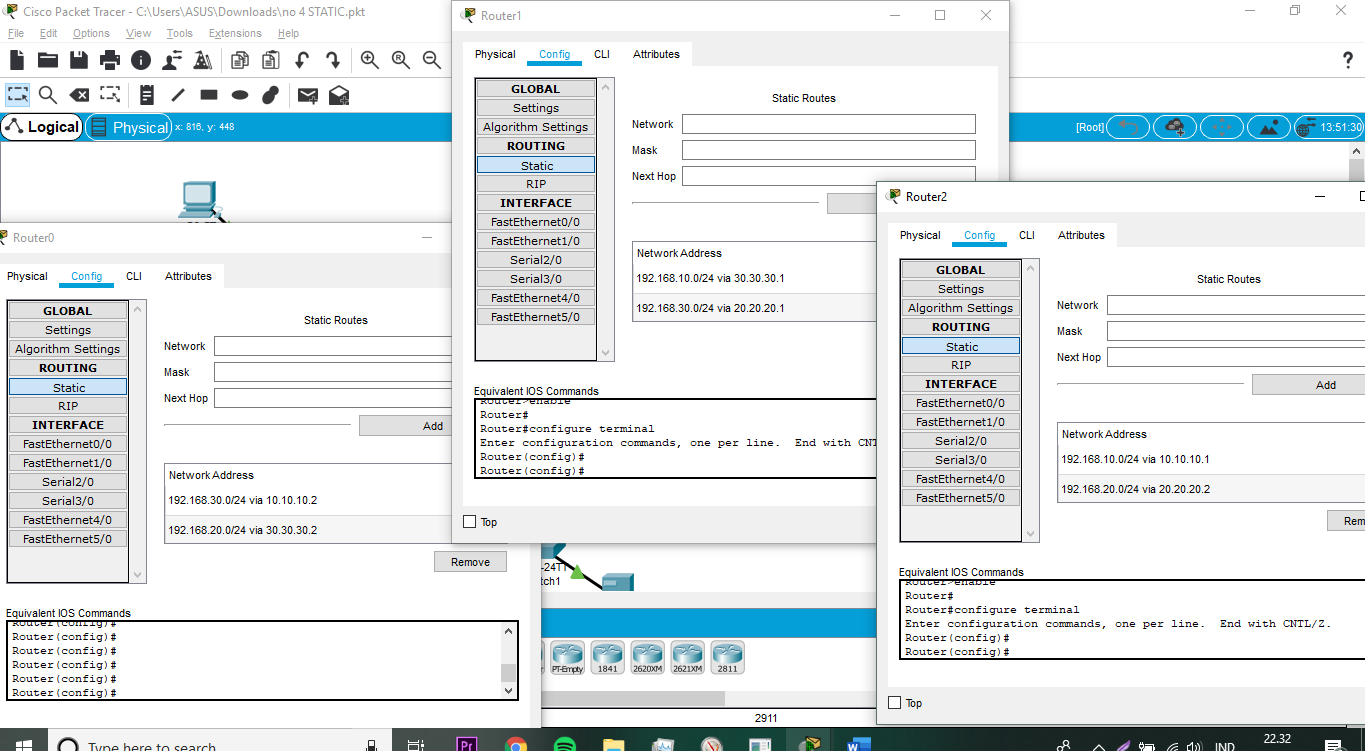 Cisco Packet Tracer - C:\Users\ASUS\Downloads\no 4 STATIC.pkt
File Edit Options View Tools Extensions Help
Logical Physical x: 816, y: 448
[Root] 13:51:30
Router1
Physical Config CLI Attributes
GLOBAL
Settings
Algorithm Settings
ROUTING
Static
RIP
INTERFACE
FastEthernet0/0
FastEthernet1/0
Serial2/0
Serial3/0
FastEthernet4/0
FastEthernet5/0
Static Routes
Network
Mask
Next Hop
Network Address
192.168.10.0/24 via 30.30.30.1
192.168.30.0/24 via 20.20.20.1
Equivalent IOS Commands
Router>enable
Router#
Router#configure terminal
Enter configuration commands, one per line. End with CNTL
Router(config)#
Router(config)#
Top
Router0
Physical Config CLI Attributes
GLOBAL
Settings
Algorithm Settings
ROUTING
Static
RIP
INTERFACE
FastEthernet0/0
FastEthernet1/0
Serial2/0
Serial3/0
FastEthernet4/0
FastEthernet5/0
Static Routes
Network
Mask
Next Hop
Add
Network Address
192.168.30.0/24 via 10.10.10.2
192.168.20.0/24 via 30.30.30.2
Remove
Equivalent IOS Commands
Router(config)#
Router(config)#
Router(config)#
Router(config)#
Router(config)#
Router(config)#
Router2
Physical Config CLI Attributes
GLOBAL
Settings
Algorithm Settings
ROUTING
Static
RIP
INTERFACE
FastEthernet0/0
FastEthernet1/0
Serial2/0
Serial3/0
FastEthernet4/0
FastEthernet5/0
Static Routes
Network
Mask
Next Hop
Add
Network Address
192.168.10.0/24 via 10.10.10.1
192.168.20.0/24 via 20.20.20.2
Rem
Equivalent IOS Commands
Router>enable
Router#
Router#configure terminal
Enter configuration commands, one per line. End with CNTL/Z.
Router(config)#
Router(config)#
Top
-24TT
tch1
PT-Empty 1841 2620XM 2621XM 2811
2911
Type here to search
IND
22.32